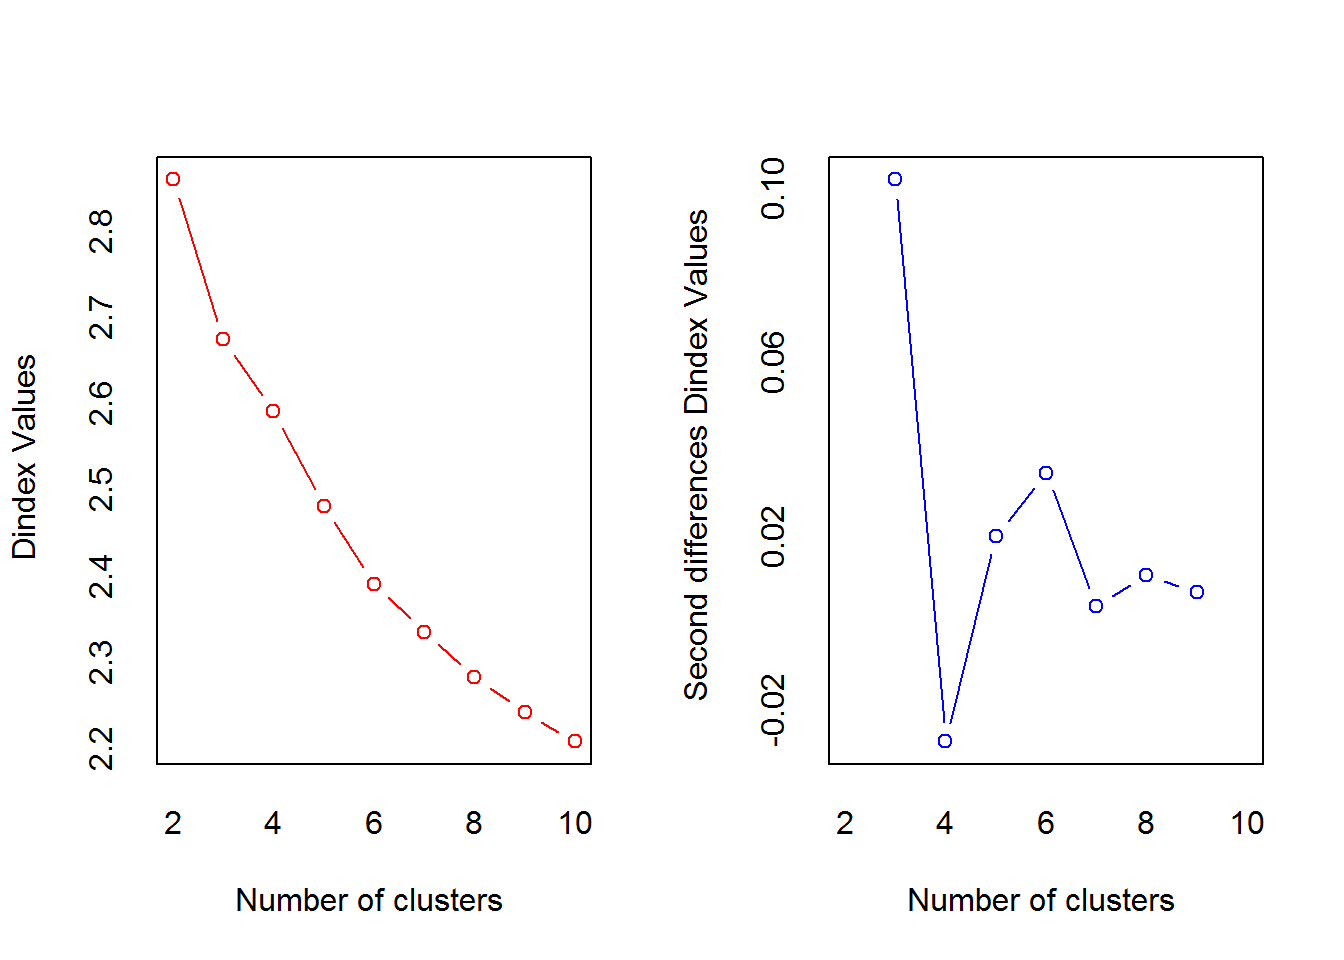 Dindex Values
2.8
2.7
2.6
2.5
2.4
2.3
2.2
2 4 6 8 10
Number of clusters
Second differences Dindex Values
0.10
0.06
0.02
-0.02
2 4 6 8 10
Number of clusters